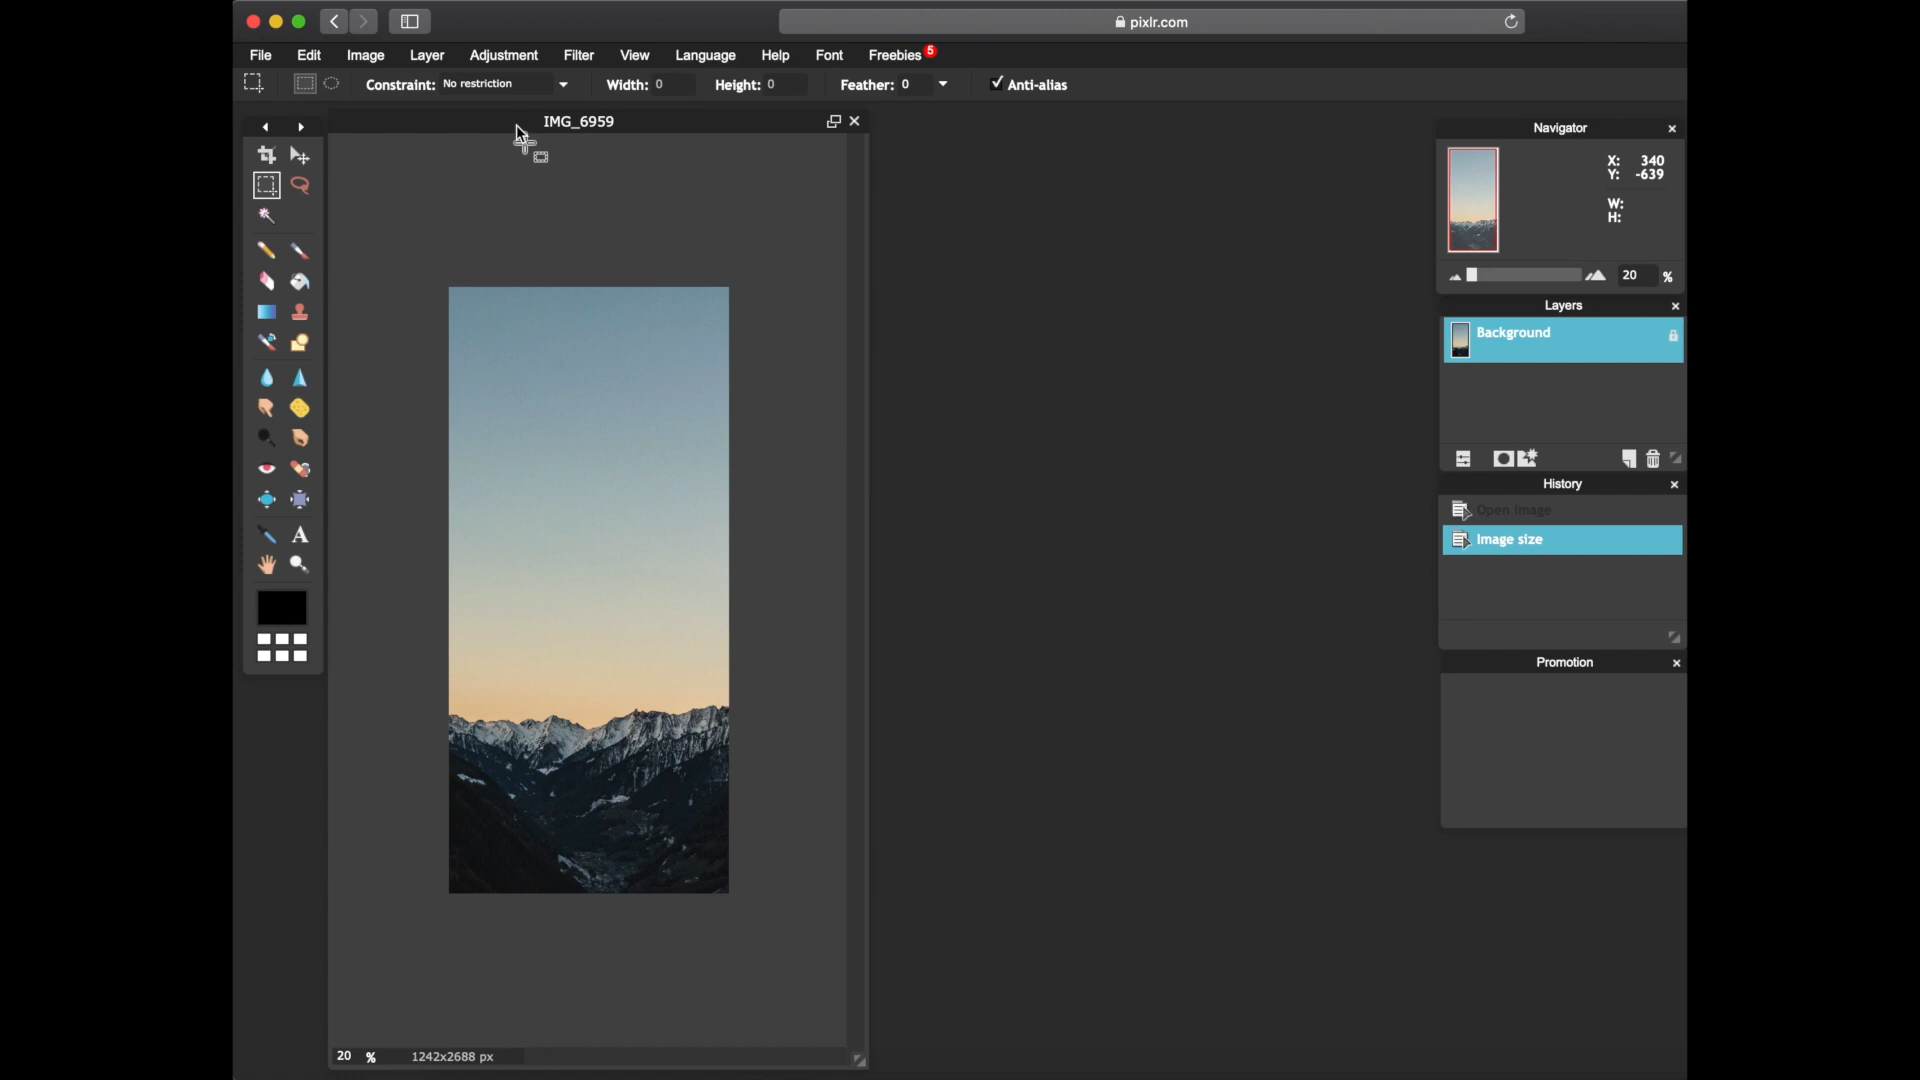 pixlr.com
File Edit Image Layer Adjustment Filter View Language Help Font Freebies 5
Constraint: No restriction Width: 0 Height: 0 Feather: 0 Anti-alias
IMG_6959
Navigator
X: 340
Y: -639
W:
H:
20 %
Layers
Background
History
Open image
Image size
A
Promotion
20 % 1242x2688 px